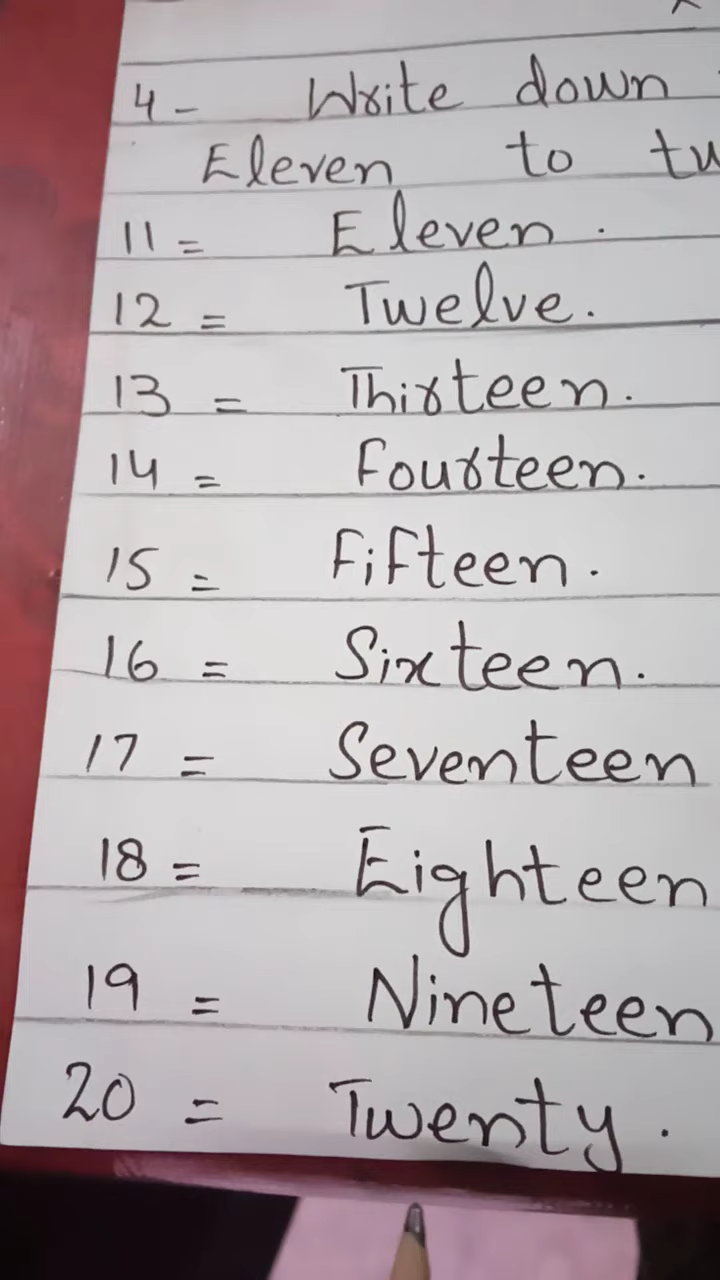 4- Write down
Eleven to tw
11 = Eleven.
12 = Twelve.
13 = Thirteen.
14 = Fourteen.
15 = Fifteen.
16 = Sixteen.
17 = Seventeen
18 = Eighteen
19 = Nineteen
20 = Twenty.